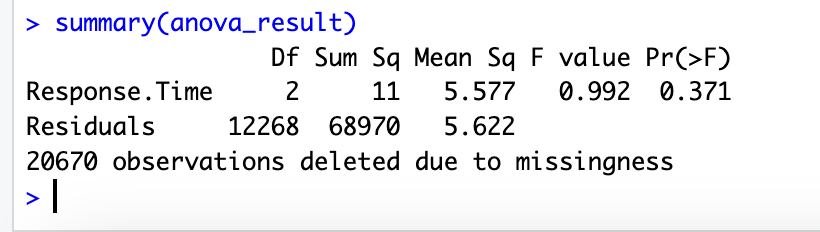 > summary(anova_result)
Df Sum Sq Mean Sq F value Pr(>F)
Response.Time 2 11 5.577 0.992 0.371
Residuals 12268 68970 5.622
20670 observations deleted due to missingness
>